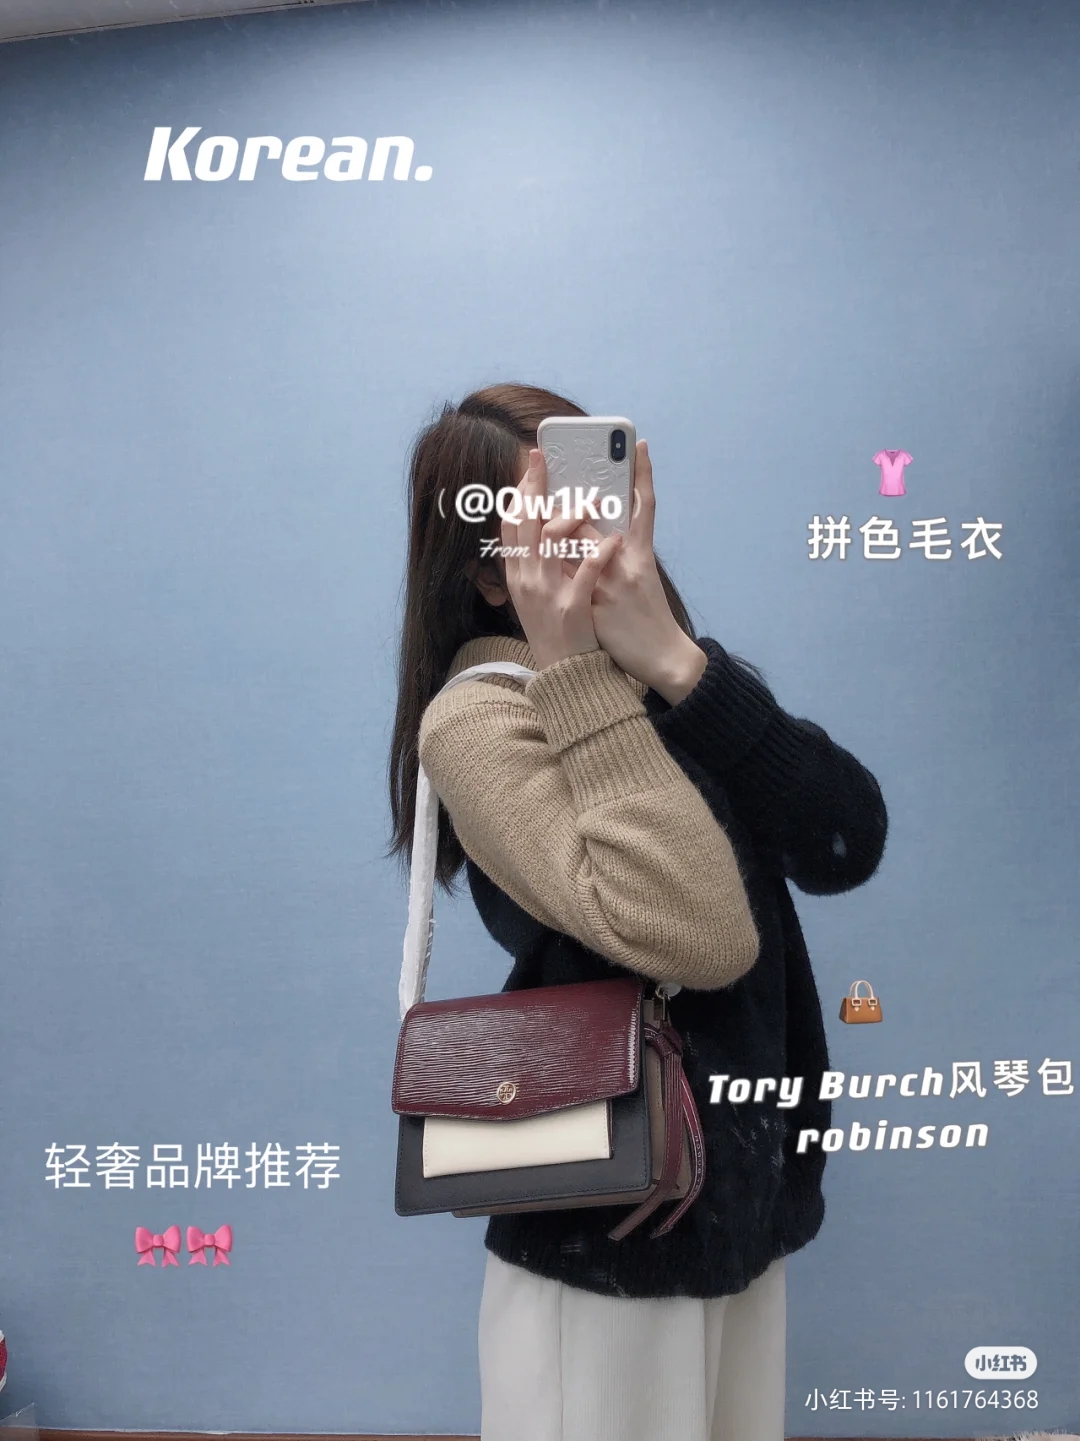 Korean.
(@Qw1Ko)
From 小红书
拼色毛衣
Tory Burch风琴包
robinson
轻奢品牌推荐
小红书
小红书号: 1161764368